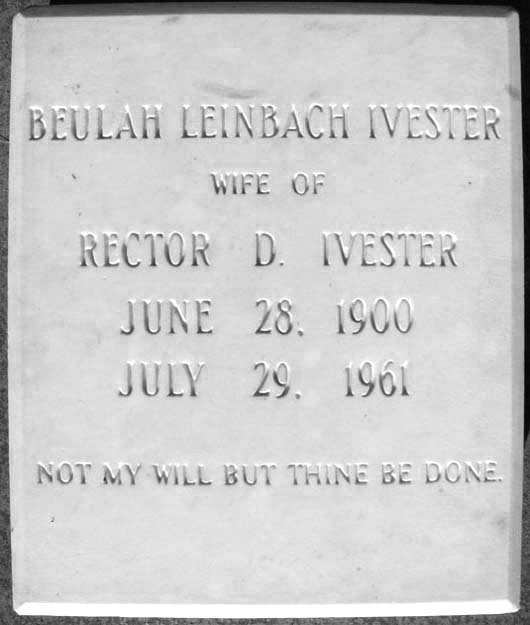 BEULAH LEINBACH IVESTER
WIFE OF
RECTOR D. IVESTER
JUNE 28, 1900
JULY 29, 1961
NOT MY WILL BUT THINE BE DONE.